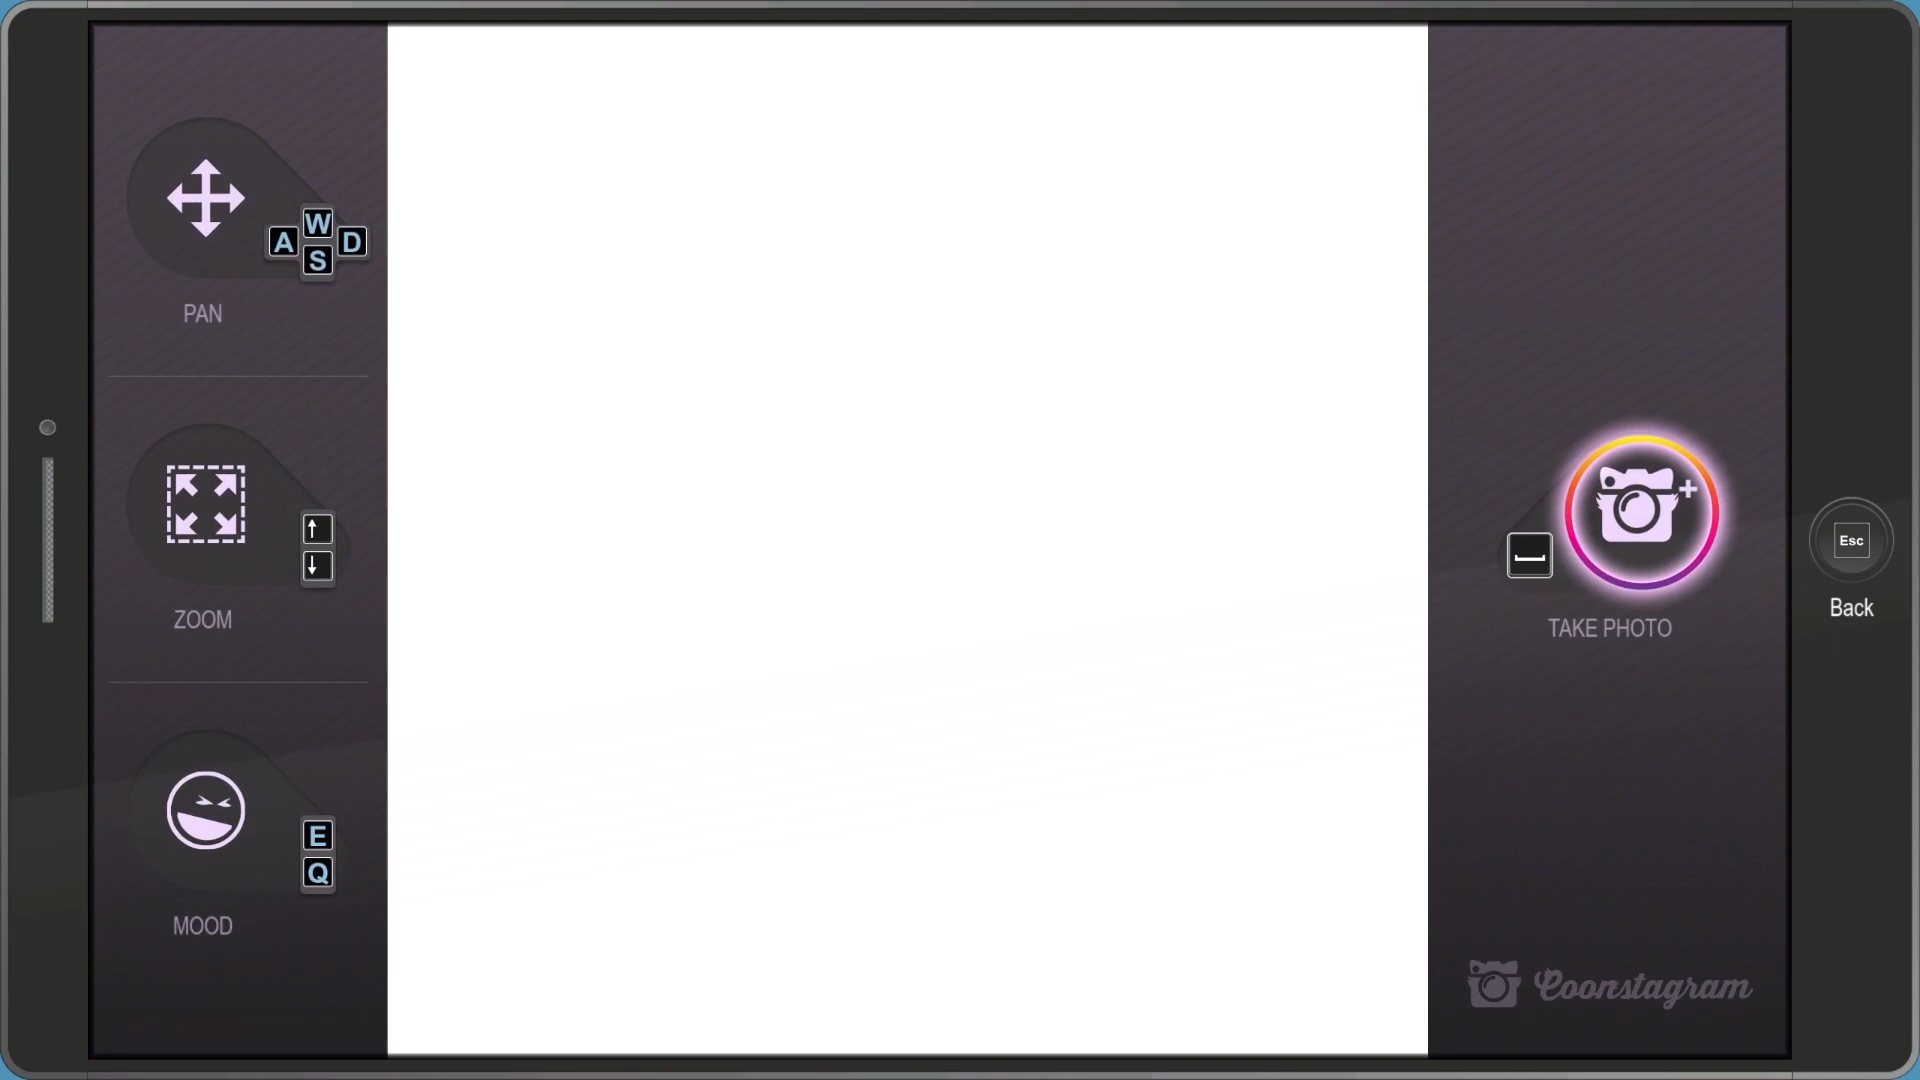 W
A
D
S
PAN
↑
↓
ZOOM
E
Q
MOOD
TAKE PHOTO
Coonstagram
Esc
Back